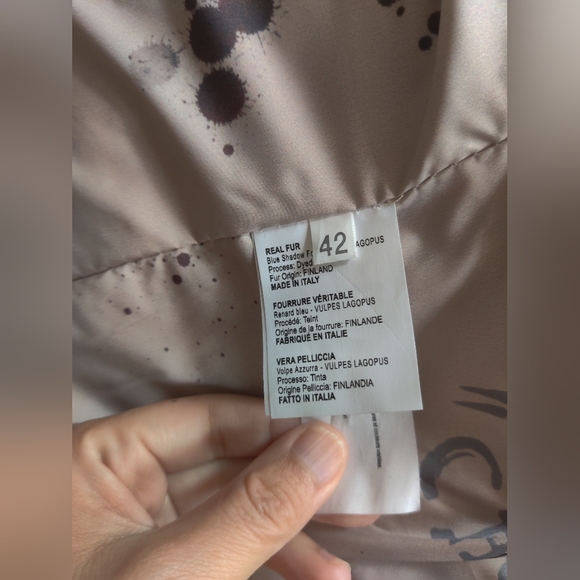 REAL FUR
Blue Shadow AGOPUS
Process: Dyed
Fur Origin: FINLAND
MADE IN ITALY
42
FOURRURE VÉRITABLE
Renard bleu - VULPES LAGOPUS
Procédé: Teint
Origine de la fourrure: FINLANDE
FABRIQUÉ EN ITALIE
VERA PELLICCIA
Volpe Azzurra - VULPES LAGOPUS
Processo: Tinta
Origine Pelliccia: FINLANDIA
FATTO IN ITALIA